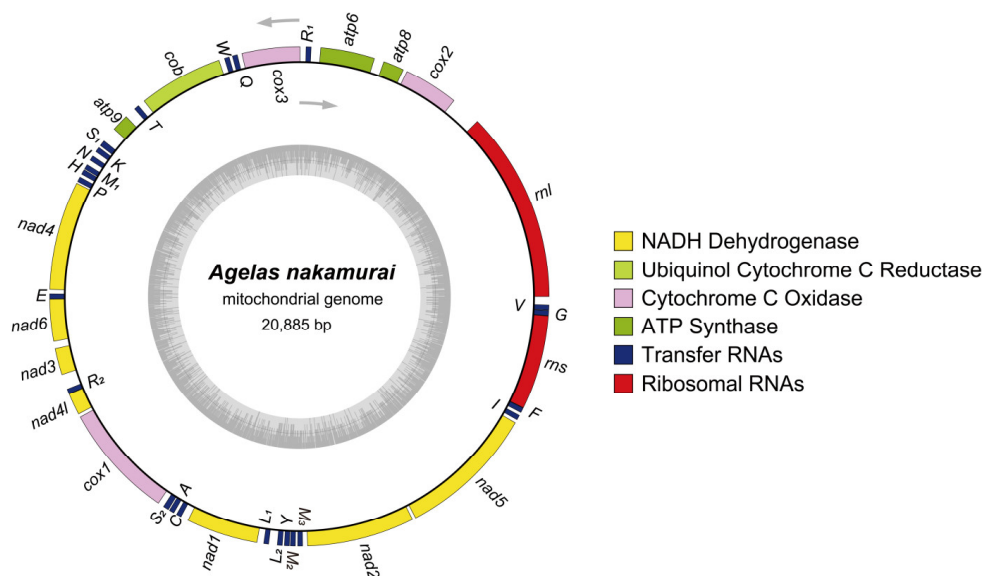 R₁
atp6
atp8
cox2
rnl
V
G
rns
I
F
nad5
nad2
M₃
M₂
Y
L₂
L₁
nad1
A
C
S₂
cox1
nad4l
R₂
nad3
nad6
E
nad4
P
H
M₁
N
K
S₁
atp9
T
cob
W
Q
cox3
Agelas nakamurai
mitochondrial genome
20,885 bp
NADH Dehydrogenase
Ubiquinol Cytochrome C Reductase
Cytochrome C Oxidase
ATP Synthase
Transfer RNAs
Ribosomal RNAs